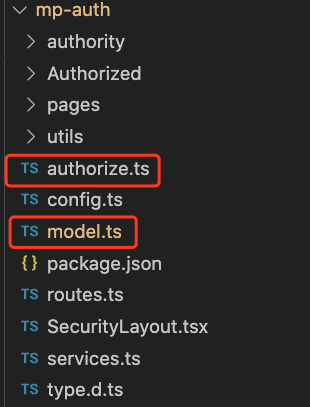 mp-auth
authority
Authorized
pages
utils
TS authorize.ts
TS config.ts
TS model.ts
{} package.json
TS routes.ts
TS SecurityLayout.tsx
TS services.ts
TS type.d.ts